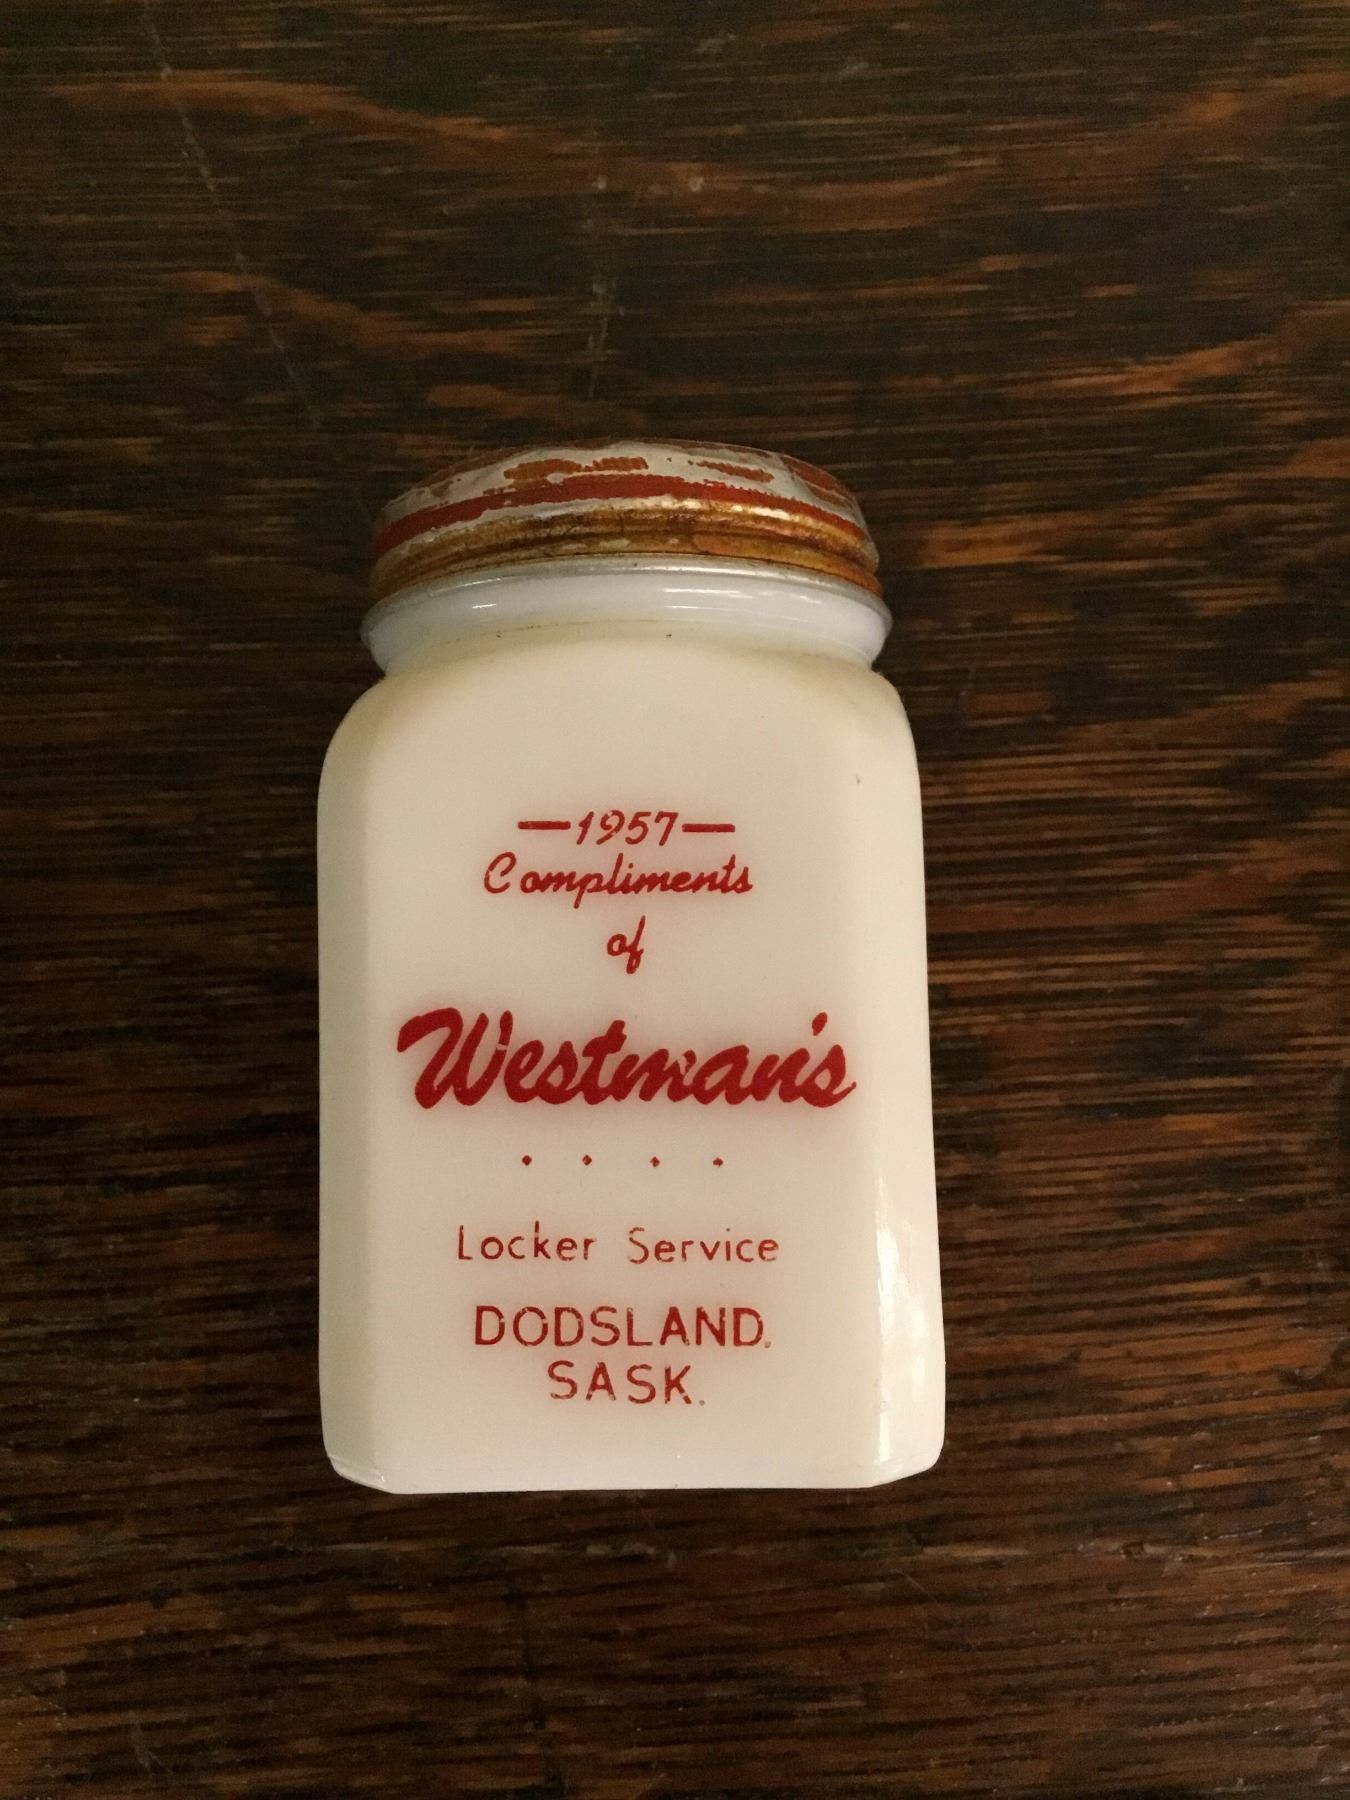 —1957—
Compliments
of
Westman's
. . . .
Locker Service
DODSLAND.
SASK.